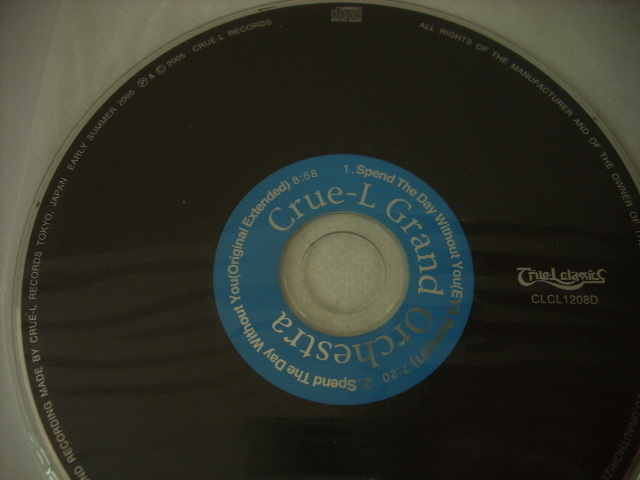 ALL RIGHTS OF THE MANUFACTURER AND OF THE OWNER OF
ND RECORDING MADE BY CRUE-L RECORDS TOKYO, JAPAN EARLY SUMMER 2005 ℗ & © 2005 CRUE-L RECORDS
Crue-L Grand Orchestra
1.Spend The Day Without You 7:20
2.Spend The Day Without You(Original Extended) 8:58
Crue-L classics
CLCL1208D